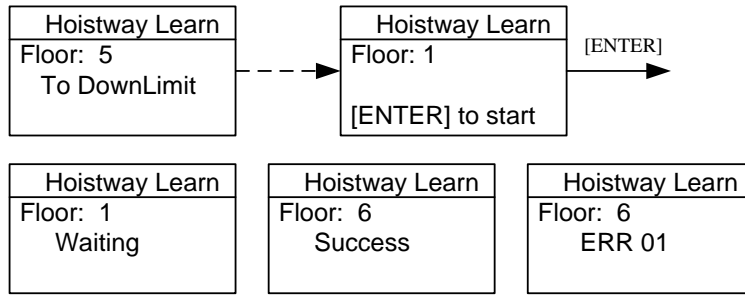 Hoistway Learn
Floor: 5
To DownLimit
Hoistway Learn
Floor: 1
[ENTER] to start
[ENTER]
Hoistway Learn
Floor: 1
Waiting
Hoistway Learn
Floor: 6
Success
Hoistway Learn
Floor: 6
ERR 01